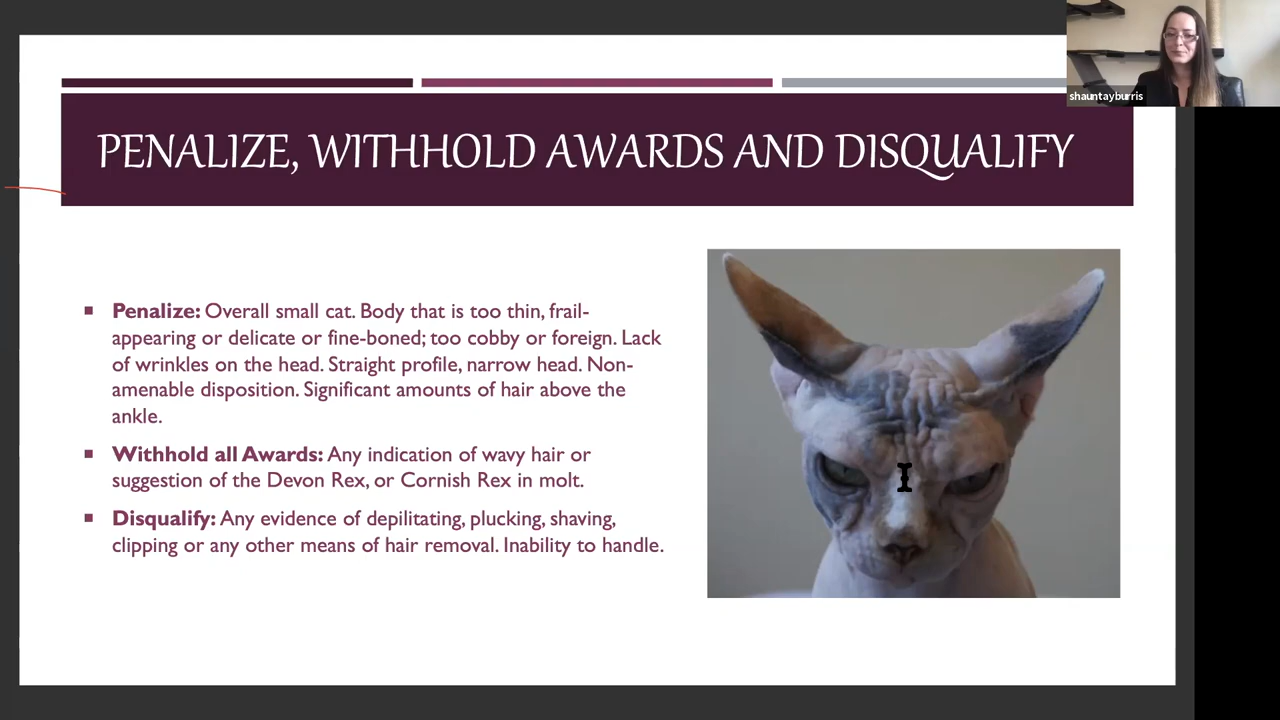 shauntayburris
PENALIZE, WITHHOLD AWARDS AND DISQUALIFY
▪ Penalize: Overall small cat. Body that is too thin, frail-
appearing or delicate or fine-boned; too cobby or foreign. Lack
of wrinkles on the head. Straight profile, narrow head. Non-
amenable disposition. Significant amounts of hair above the
ankle.
▪ Withhold all Awards: Any indication of wavy hair or
suggestion of the Devon Rex, or Cornish Rex in molt.
▪ Disqualify: Any evidence of depilitating, plucking, shaving,
clipping or any other means of hair removal. Inability to handle.